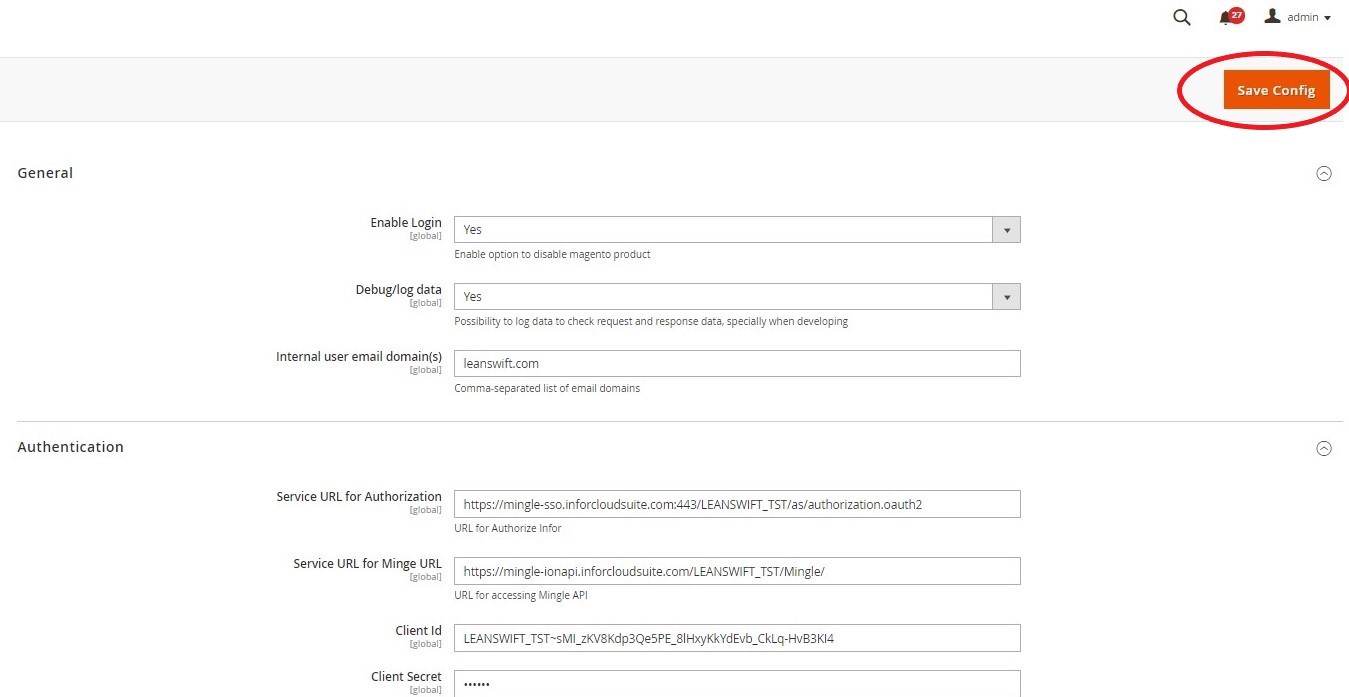 27
admin
Save Config
General
Enable Login
[global]
Yes
Enable option to disable magento product
Debug/log data
[global]
Yes
Possibility to log data to check request and response data, specially when developing
Internal user email domain(s)
[global]
leanswift.com
Comma-separated list of email domains
Authentication
Service URL for Authorization
[global]
https://mingle-sso.inforcloudsuite.com:443/LEANSWIFT_TST/as/authorization.oauth2
URL for Authorize Infor
Service URL for Minge URL
[global]
https://mingle-ionapi.inforcloudsuite.com/LEANSWIFT_TST/Mingle/
URL for accessing Mingle API
Client Id
[global]
Client Secret
[global]
••••••